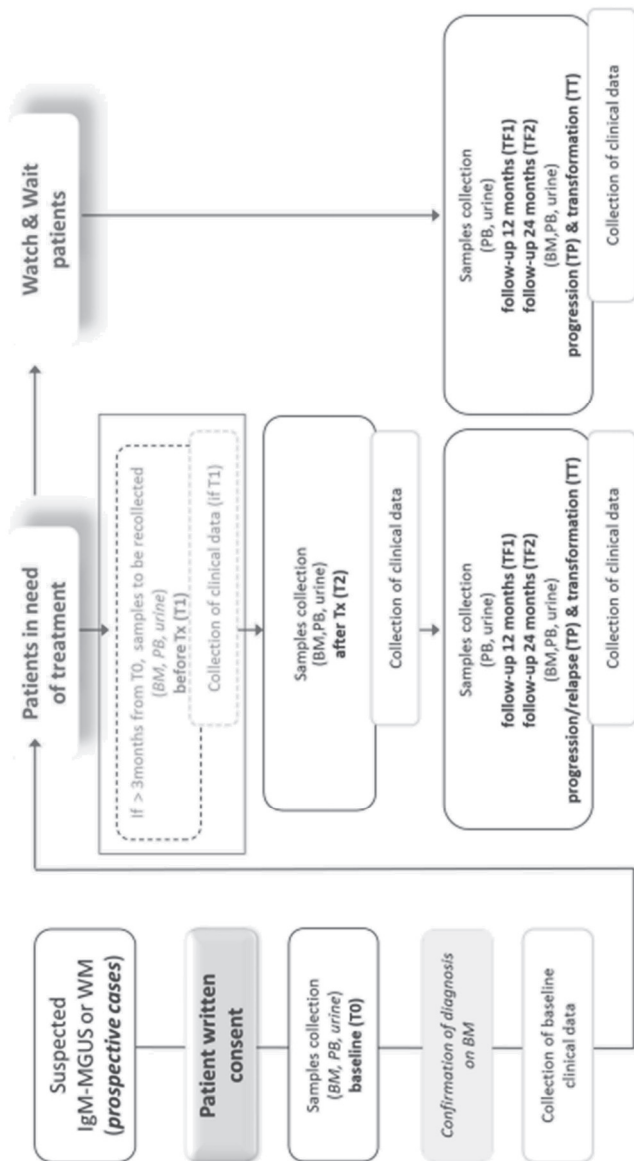 Suspected
IgM-MGUS or WM
(prospective cases)
Patient written
consent
Samples collection
(BM, PB, urine)
baseline (T0)
Confirmation of diagnosis
on BM
Collection of baseline
clinical data
Patients in need
of treatment
If > 3months from T0, samples to be recollected
(BM, PB, urine)
before Tx (T1)
Collection of clinical data (if T1)
Samples collection
(BM,PB, urine)
after Tx (T2)
Collection of clinical data
Samples collection
(PB, urine)
follow-up 12 months (TF1)
follow-up 24 months (TF2)
(BM,PB, urine)
progression/relapse (TP) & transformation (TT)
Collection of clinical data
Watch & Wait
patients
Samples collection
(PB, urine)
follow-up 12 months (TF1)
follow-up 24 months (TF2)
(BM,PB, urine)
progression (TP) & transformation (TT)
Collection of clinical data